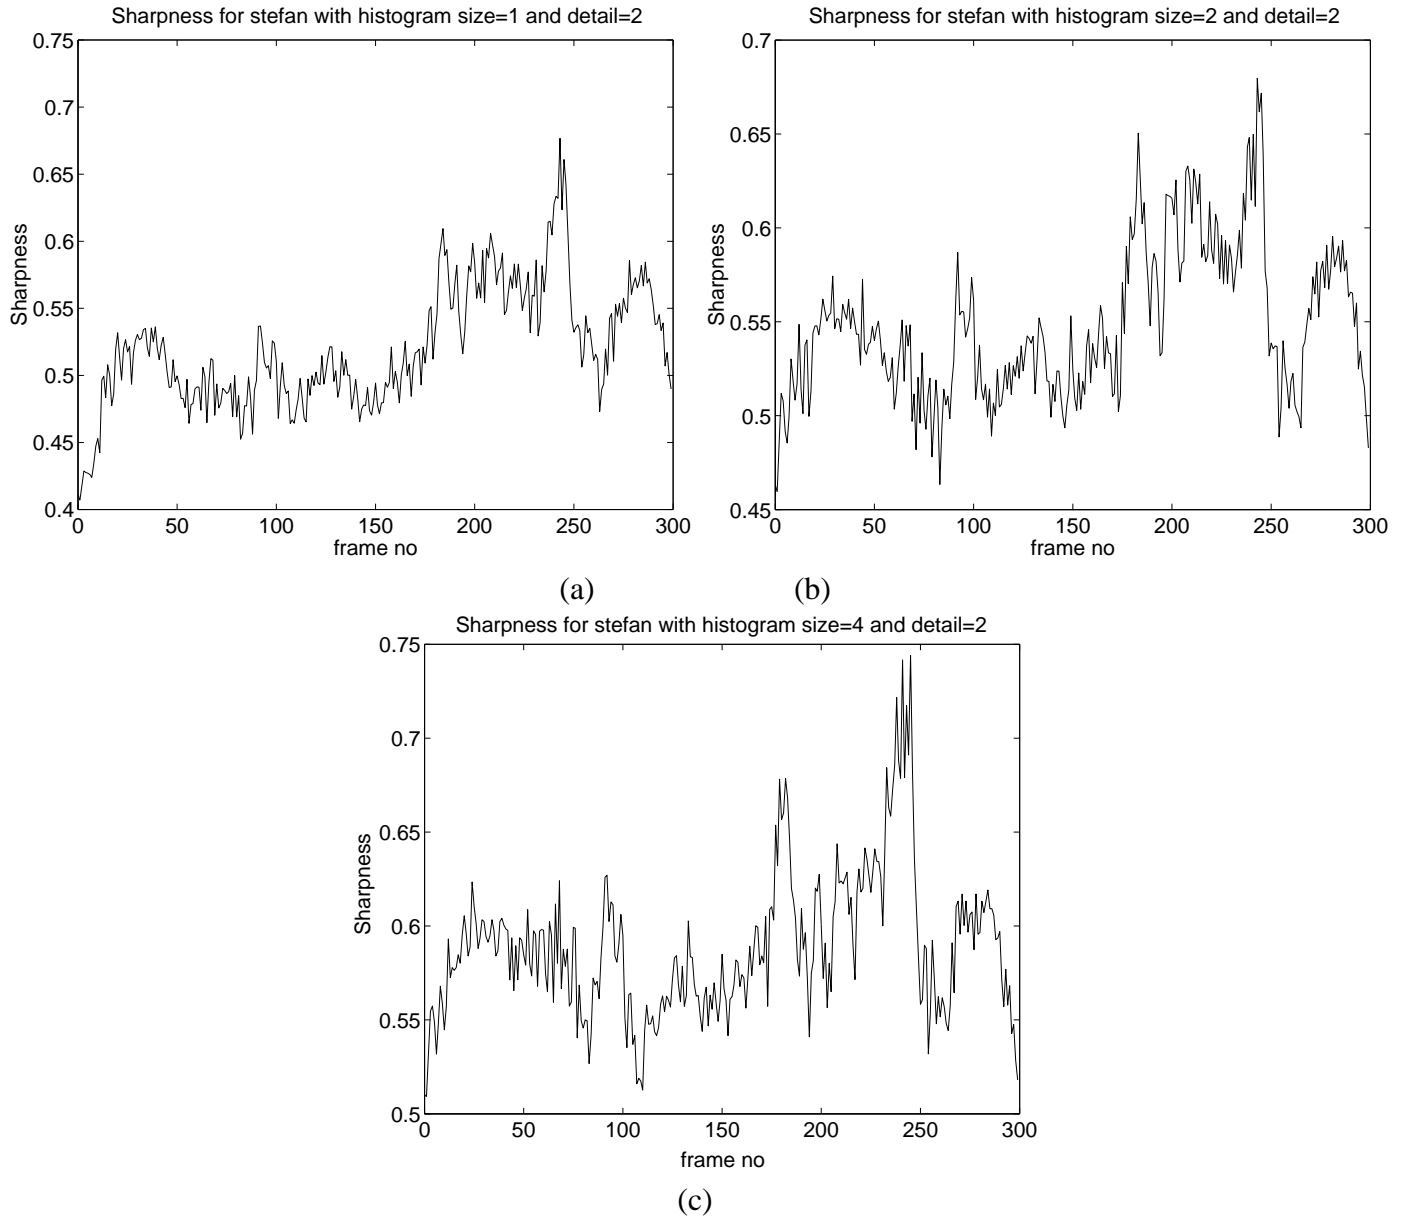 Sharpness for stefan with histogram size=1 and detail=2
0.75
0.7
0.65
0.6
0.55
0.5
0.45
0.4
Sharpness
0 50 100 150 200 250 300
frame no
(a)
Sharpness for stefan with histogram size=2 and detail=2
0.7
0.65
0.6
0.55
0.5
0.45
Sharpness
0 50 100 150 200 250 300
frame no
(b)
Sharpness for stefan with histogram size=4 and detail=2
0.75
0.7
0.65
0.6
0.55
0.5
Sharpness
0 50 100 150 200 250 300
frame no
(c)